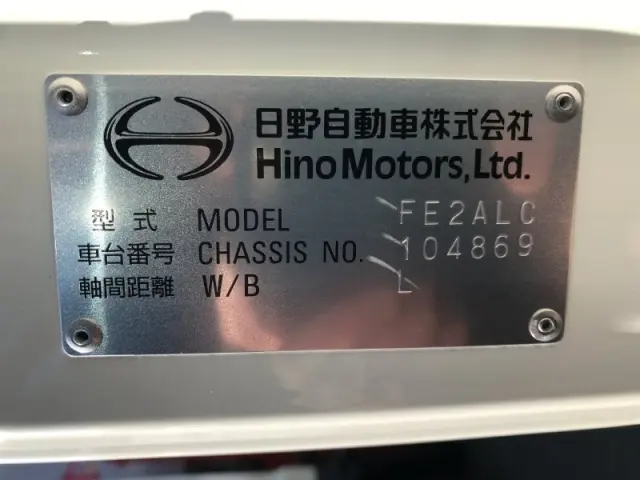 日野自動車株式会社
Hino Motors, Ltd.
型式 MODEL FE2ALC
車台番号 CHASSIS NO. 104869
軸間距離 W/B L